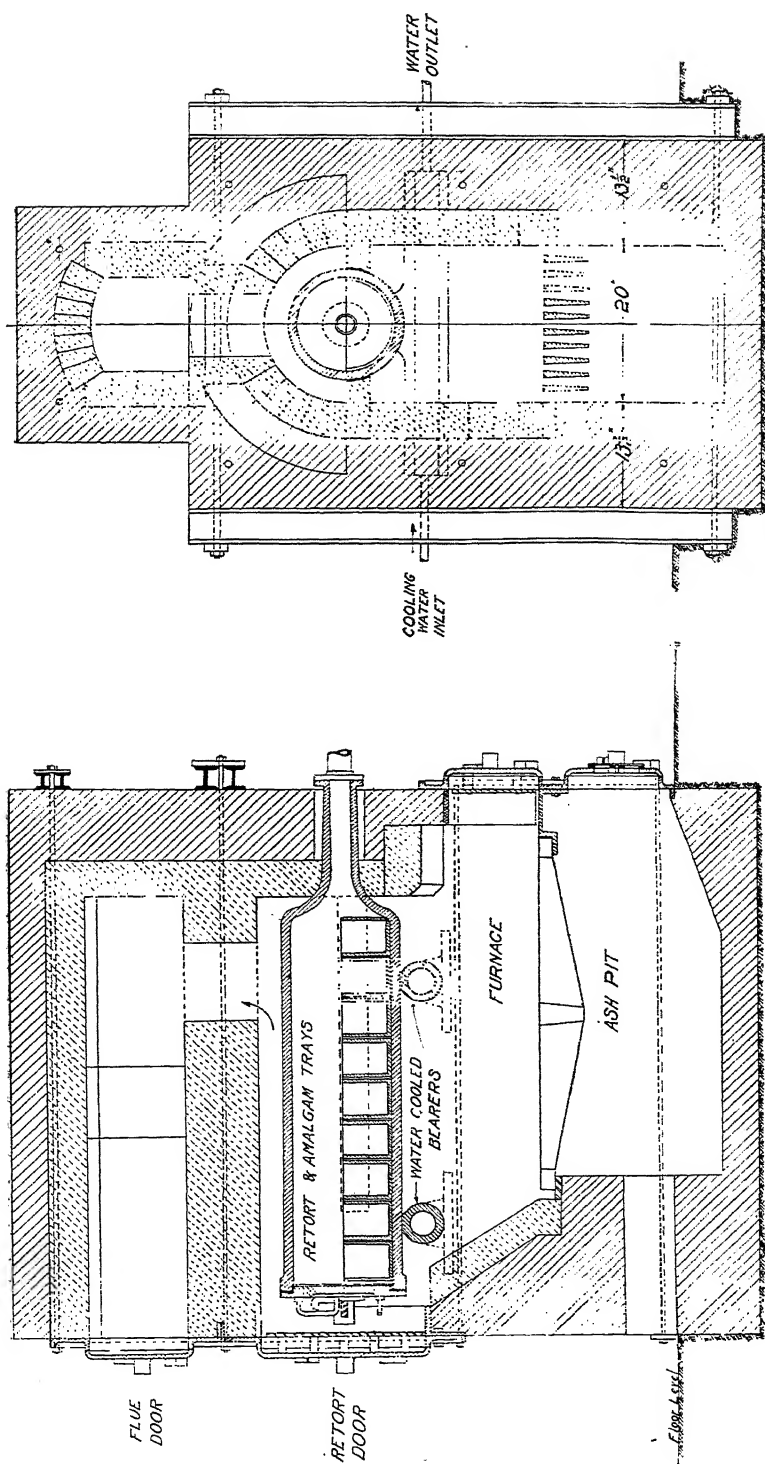 WATER
OUTLET
13½"
20"
13½"
COOLING
WATER
INLET
FLUE
DOOR
RETORT
DOOR
RETORT & AMALGAM TRAYS
WATER COOLED
BEARERS
FURNACE
ASH PIT
Floor Level